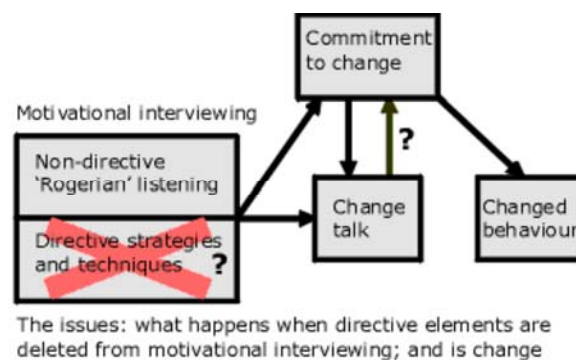 Commitment
to change
Motivational interviewing
Non-directive
'Rogerian' listening
Directive strategies
and techniques ?
?
Change
talk
Changed
behaviour
The issues: what happens when directive elements are
deleted from motivational interviewing; and is change